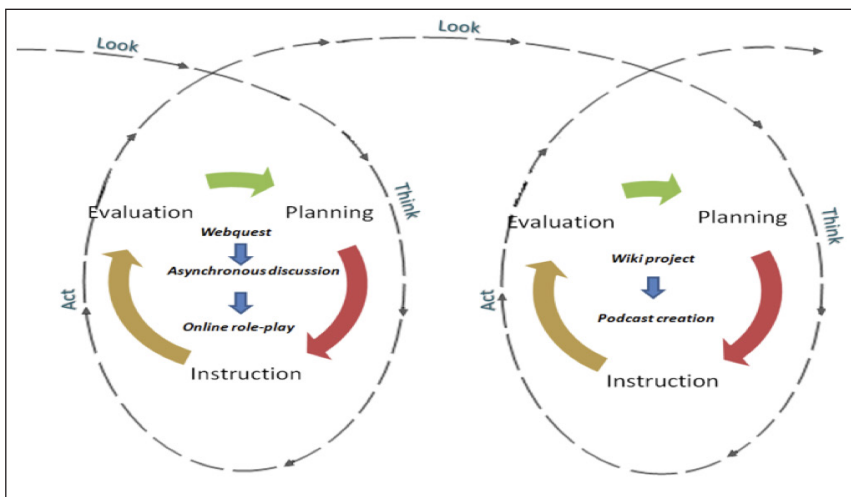 Look
Look
Think
Act
Evaluation
Planning
Webquest
Asynchronous discussion
Online role-play
Instruction
Think
Act
Evaluation
Planning
Wiki project
Podcast creation
Instruction